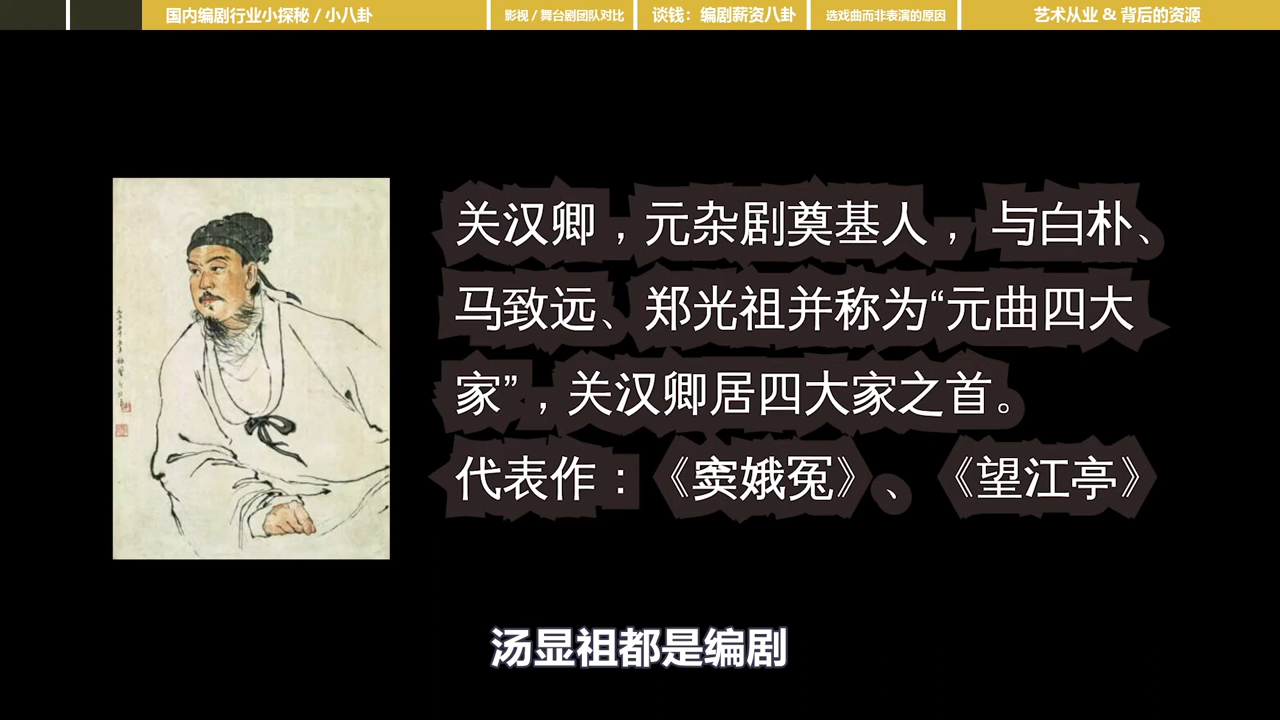 国内编剧行业小探秘 / 小八卦
影视 / 舞台剧团队对比
谈钱：编剧薪资八卦
选戏曲而非表演的原因
艺术从业 & 背后的资源
关汉卿，元杂剧奠基人，与白朴、
马致远、郑光祖并称为“元曲四大
家”，关汉卿居四大家之首。
代表作：《窦娥冤》、《望江亭》
汤显祖都是编剧